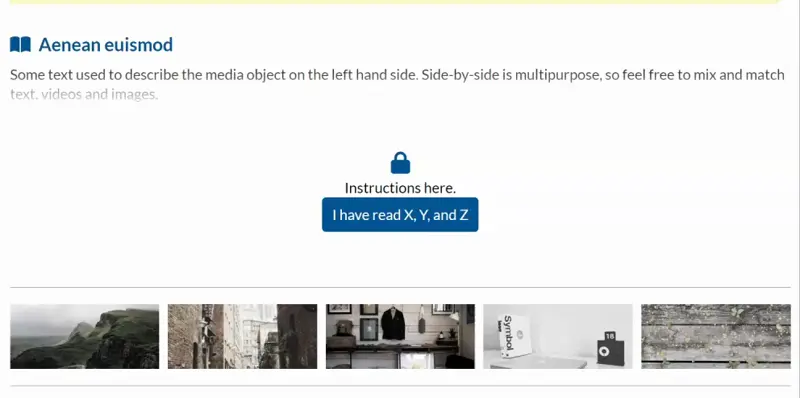 Aenean euismod
Some text used to describe the media object on the left hand side. Side-by-side is multipurpose, so feel free to mix and match
text, videos and images.
Instructions here.
I have read X, Y, and Z
Symbol
18